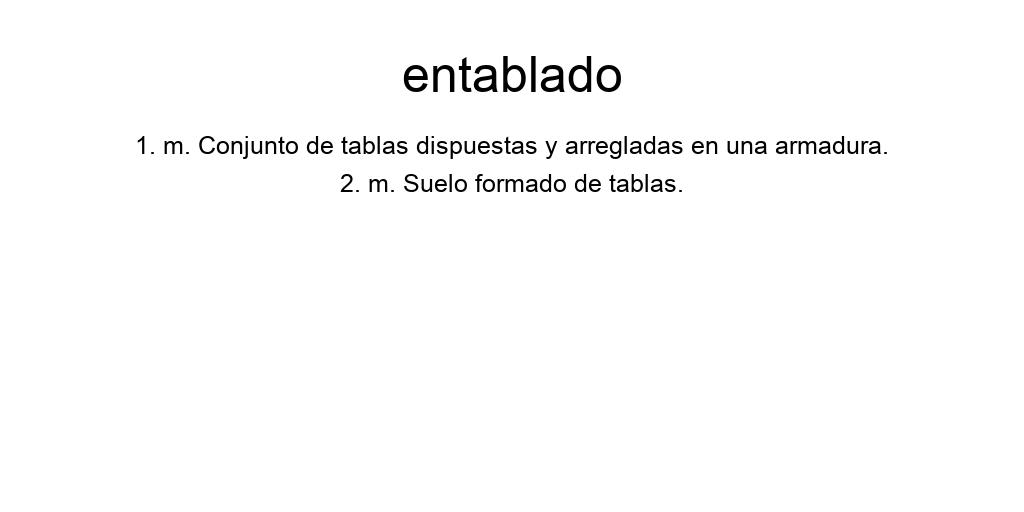 entablado
1. m. Conjunto de tablas dispuestas y arregladas en una armadura.
2. m. Suelo formado de tablas.